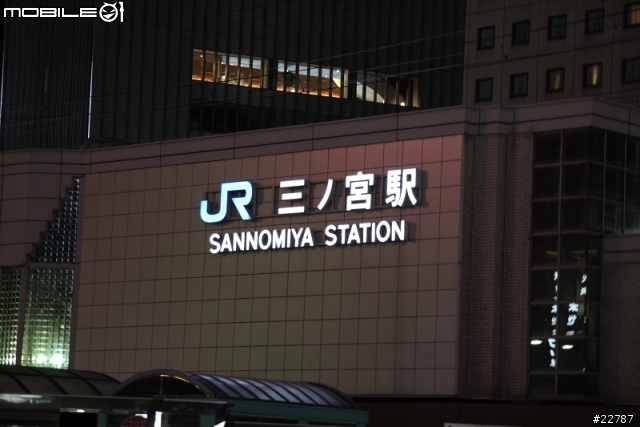 MOBILE01
JR 三ノ宮駅
SANNOMIYA STATION
#22787